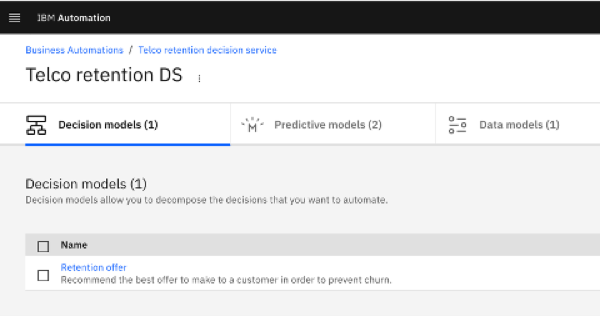 IBM Automation
Business Automations / Telco retention decision service
Telco retention DS
Decision models (1)
M
Predictive models (2)
Data models (1)
Decision models (1)
Decision models allow you to decompose the decisions that you want to automate.
Name
Retention offer
Recommend the best offer to make to a customer in order to prevent churn.